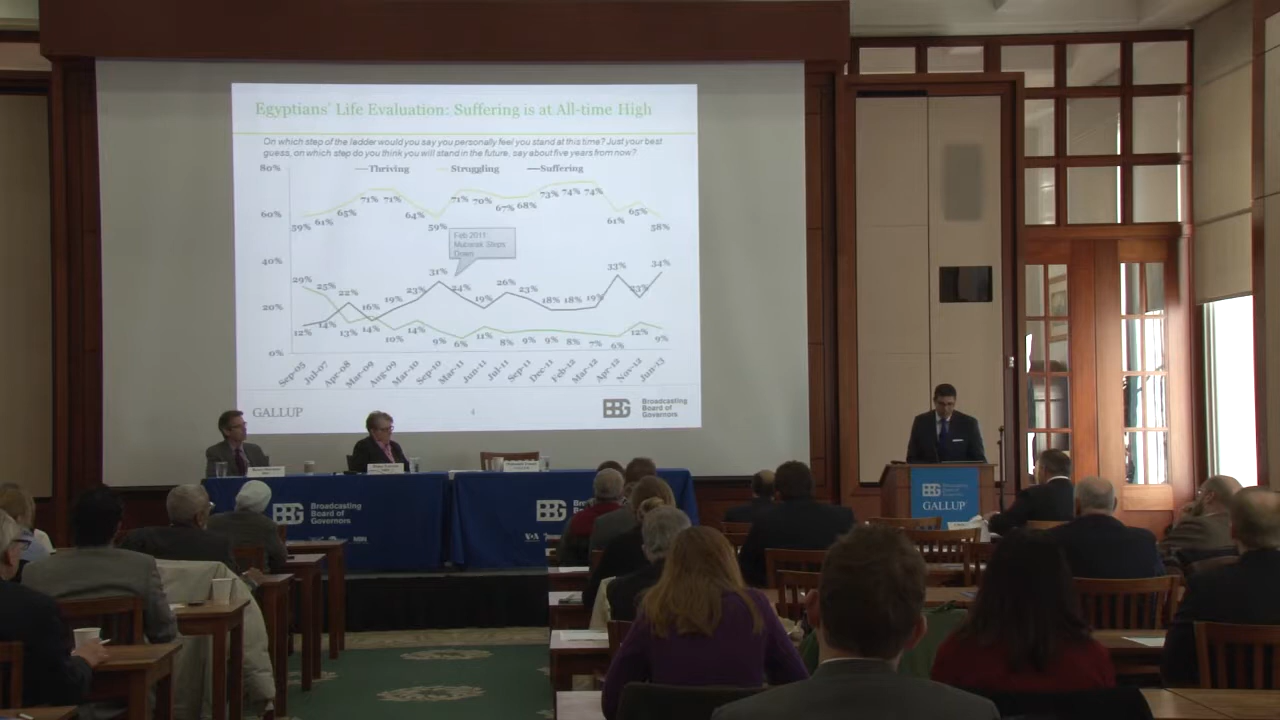 Egyptians' Life Evaluation: Suffering is at All-time High
On which step of the ladder would you say you personally feel you stand at this time? Just your best
guess, on which step do you think you will stand in the future, say about five years from now?
80%
Thriving Struggling Suffering
60%
40%
20%
0%
59% 61% 65% 71% 71% 64% 59% 71% 70% 67% 68% 73% 74% 74% 61% 65% 58%
Feb 2011:
Mubarak Steps
Down
29% 25% 22% 16% 19% 23% 31% 24% 19% 26% 23% 18% 18% 19% 33% 23% 34%
12% 14% 13% 14% 10% 14% 9% 6% 11% 8% 9% 9% 8% 7% 6% 12% 9%
Sep-05 Jul-07 Apr-08 Mar-09 Aug-09 Mar-10 Sep-10 Mar-11 Jun-11 Jul-11 Sep-11 Dec-11 Feb-12 Mar-12 Apr-12 Nov-12 Jun-13
GALLUP
4
BBG
Broadcasting
Board of
Governors
BBG
Broadcasting
Board of
Governors
BBG
VOA
BBG
Broadcasting
Board of
Governors
GALLUP